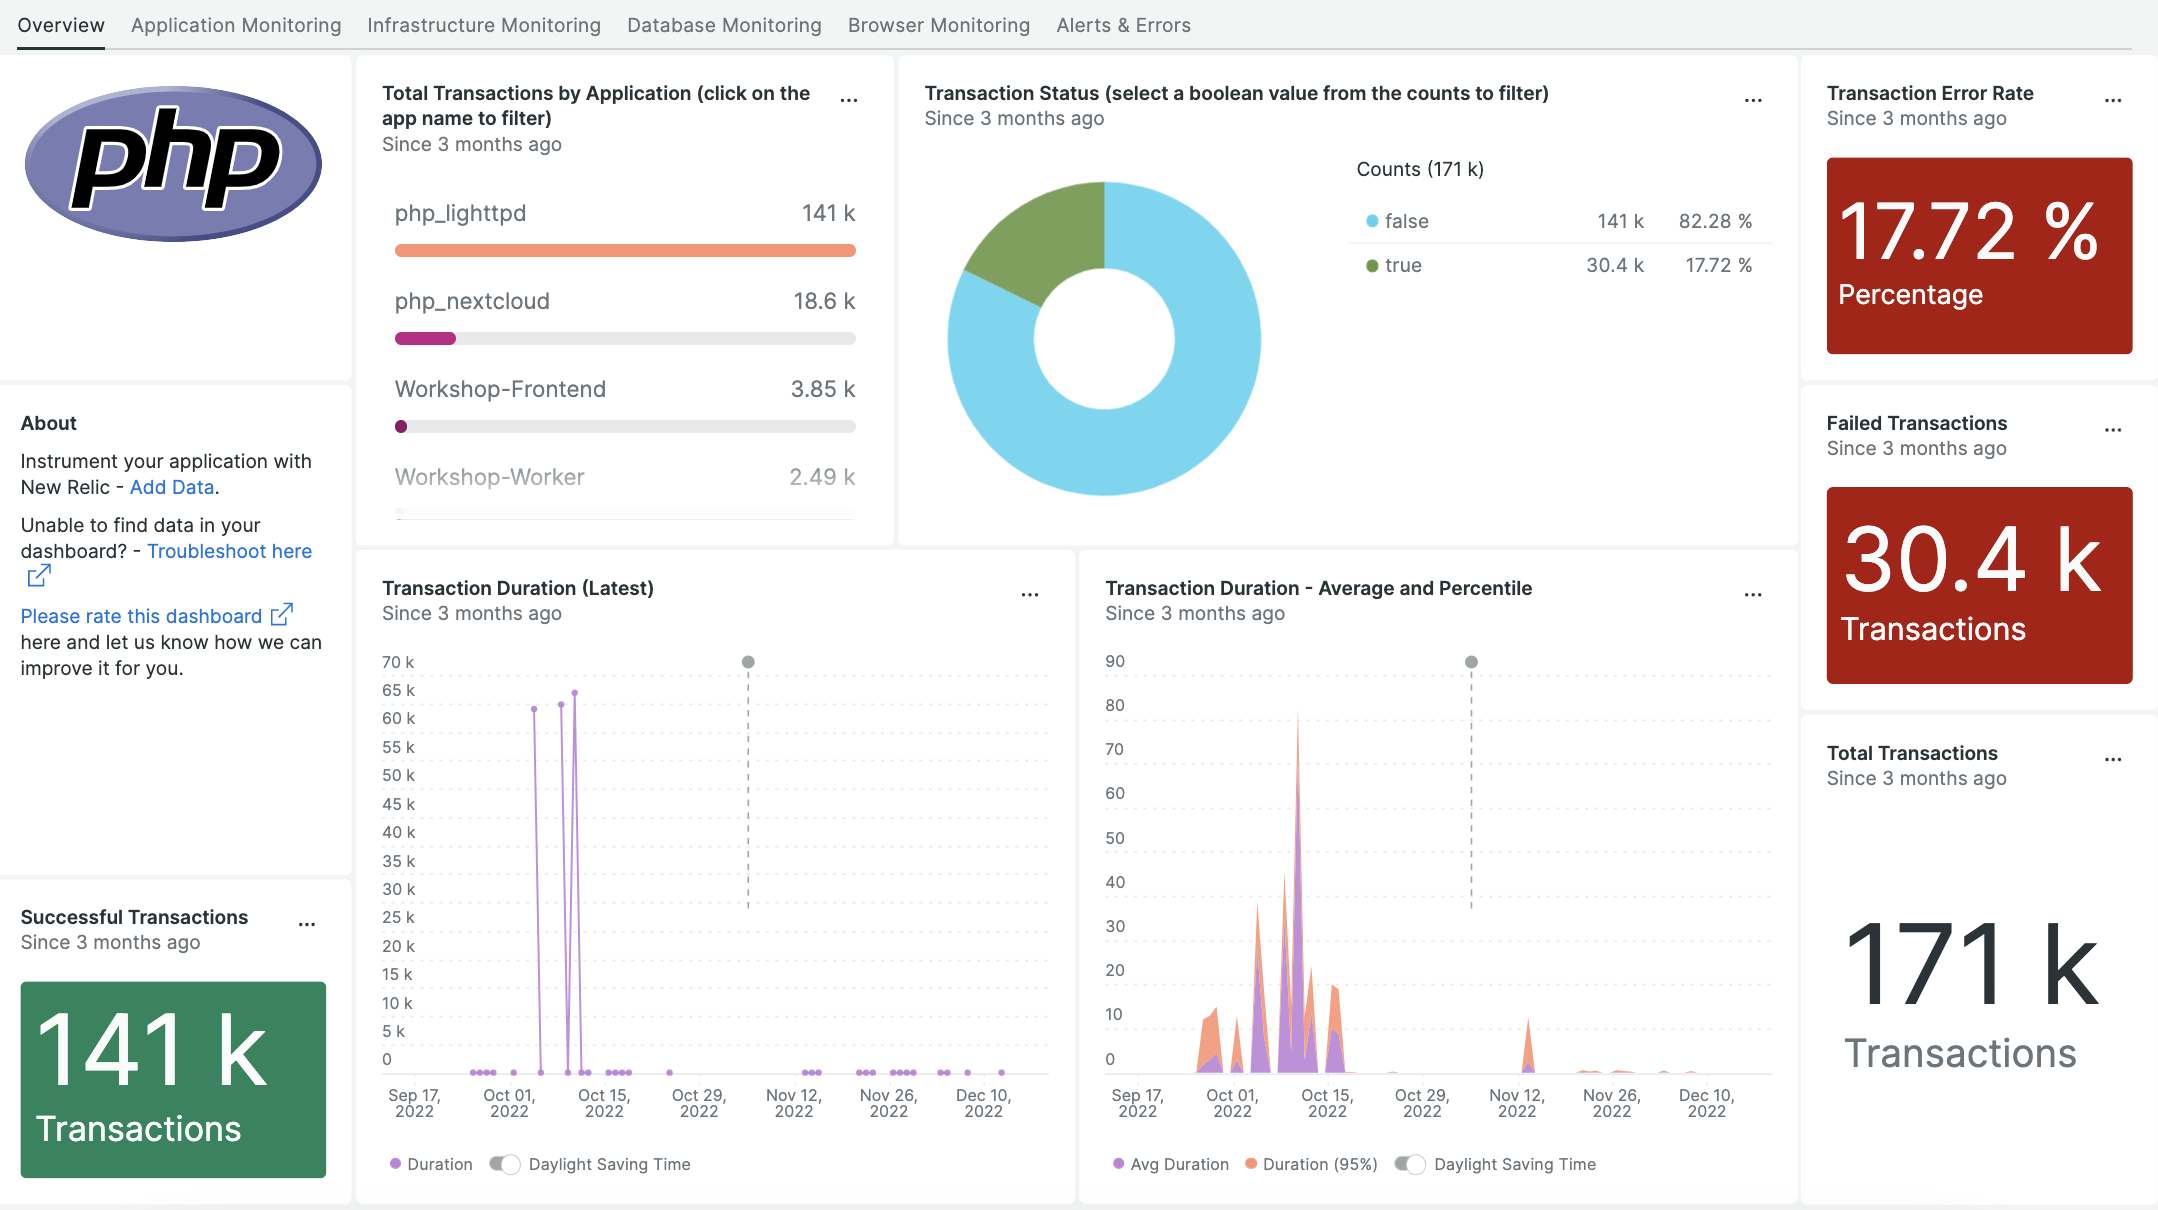 Overview Application Monitoring Infrastructure Monitoring Database Monitoring Browser Monitoring Alerts & Errors
php
About
Instrument your application with
New Relic - Add Data.
Unable to find data in your
dashboard? - Troubleshoot here
Please rate this dashboard
here and let us know how we can
improve it for you.
Successful Transactions ...
Since 3 months ago
141 k
Transactions
Total Transactions by Application (click on the ...
app name to filter)
Since 3 months ago
php_lighttpd 141 k
php_nextcloud 18.6 k
Workshop-Frontend 3.85 k
Workshop-Worker 2.49 k
Transaction Status (select a boolean value from the counts to filter) ...
Since 3 months ago
Counts (171 k)
false 141 k 82.28 %
true 30.4 k 17.72 %
Transaction Duration (Latest) ...
Since 3 months ago
70 k
65 k
60 k
55 k
50 k
45 k
40 k
35 k
30 k
25 k
20 k
15 k
10 k
5 k
0
Sep 17, Oct 01, Oct 15, Oct 29, Nov 12, Nov 26, Dec 10,
2022 2022 2022 2022 2022 2022 2022
Duration Daylight Saving Time
Transaction Duration - Average and Percentile ...
Since 3 months ago
90
80
70
60
50
40
30
20
10
0
Sep 17, Oct 01, Oct 15, Oct 29, Nov 12, Nov 26, Dec 10,
2022 2022 2022 2022 2022 2022 2022
Avg Duration Duration (95%) Daylight Saving Time
Transaction Error Rate ...
Since 3 months ago
17.72 %
Percentage
Failed Transactions ...
Since 3 months ago
30.4 k
Transactions
Total Transactions ...
Since 3 months ago
171 k
Transactions